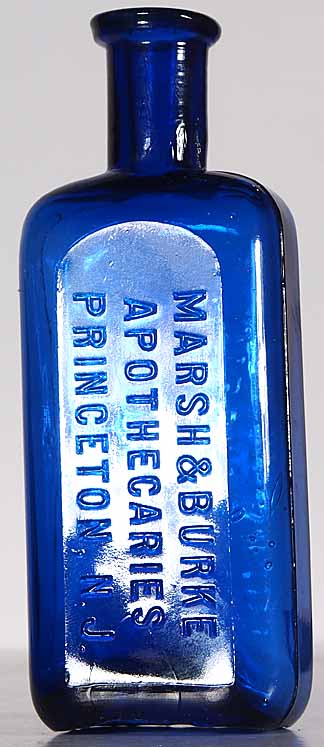 MARSH & BURKE
APOTHECARIES
PRINCETON, N.J.